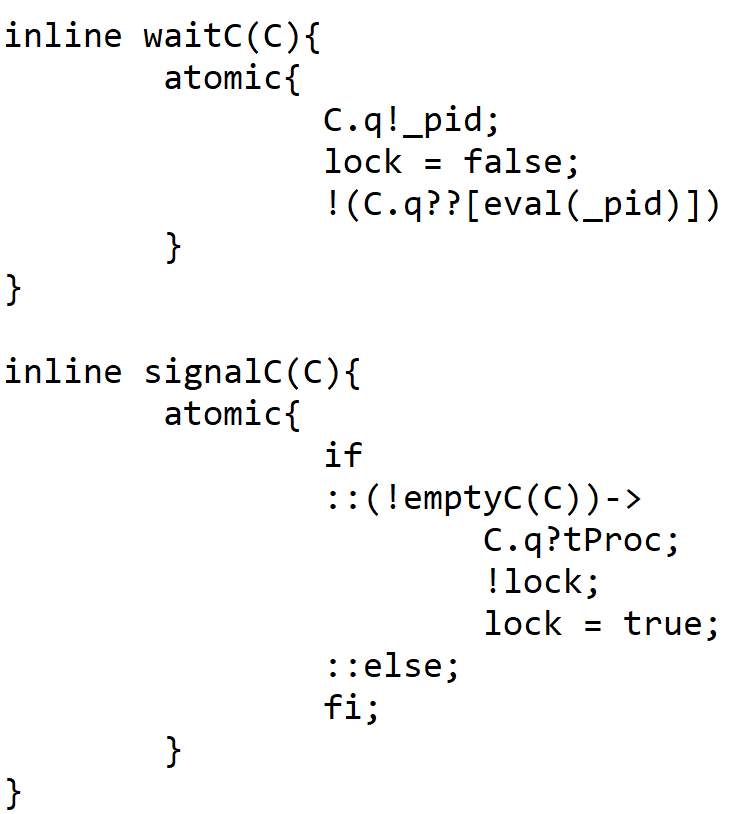 inline waitC(C){
        atomic{
                C.q!_pid;
                lock = false;
                !(C.q??[eval(_pid)])
        }
}

inline signalC(C){
        atomic{
                if
                ::(!emptyC(C))->
                        C.q?tProc;
                        !lock;
                        lock = true;
                ::else;
                fi;
        }
}